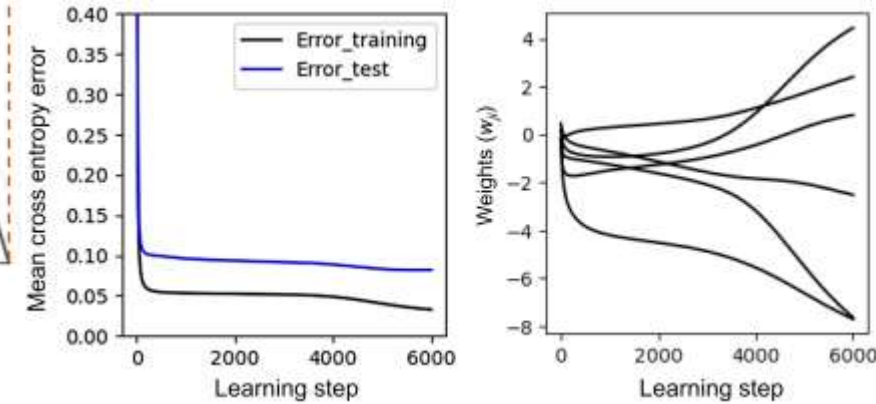 0.40
0.35
0.30
0.25
0.20
0.15
0.10
0.05
0.00
Mean cross entropy error
Error_training
Error_test
0 2000 4000 6000
Learning step
4
2
0
−2
−4
−6
−8
Weights (wji)
0 2000 4000 6000
Learning step